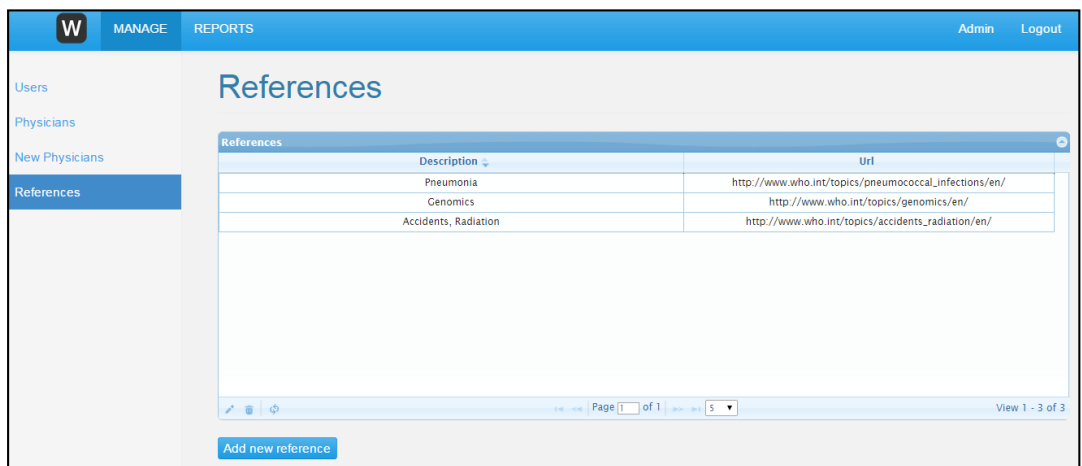 W MANAGE REPORTS Admin Logout
Users
Physicians
New Physicians
References
References
References
Description Url
Pneumonia http://www.who.int/topics/pneumococcal_infections/en/
Genomics http://www.who.int/topics/genomics/en/
Accidents, Radiation http://www.who.int/topics/accidents_radiation/en/
Page 1 of 1 5 View 1 - 3 of 3
Add new reference